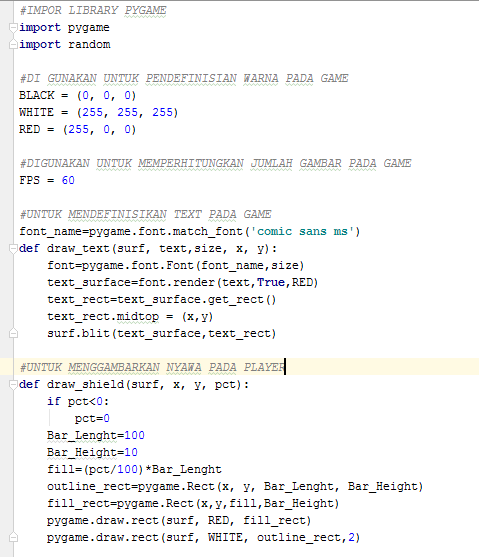 #IMPOR LIBRARY PYGAME
import pygame
import random
#DI GUNAKAN UNTUK PENDEFINISIAN WARNA PADA GAME
BLACK = (0, 0, 0)
WHITE = (255, 255, 255)
RED = (255, 0, 0)
#DIGUNAKAN UNTUK MEMPERHITUNGKAN JUMLAH GAMBAR PADA GAME
FPS = 60
#UNTUK MENDEFINISIKAN TEXT PADA GAME
font_name=pygame.font.match_font('comic sans ms')
def draw_text(surf, text,size, x, y):
    font=pygame.font.Font(font_name,size)
    text_surface=font.render(text,True,RED)
    text_rect=text_surface.get_rect()
    text_rect.midtop = (x,y)
    surf.blit(text_surface,text_rect)
#UNTUK MENGGAMBARKAN NYAWA PADA PLAYER
def draw_shield(surf, x, y, pct):
    if pct<0:
        pct=0
    Bar_Lenght=100
    Bar_Height=10
    fill=(pct/100)*Bar_Lenght
    outline_rect=pygame.Rect(x, y, Bar_Lenght, Bar_Height)
    fill_rect=pygame.Rect(x,y,fill,Bar_Height)
    pygame.draw.rect(surf, RED, fill_rect)
    pygame.draw.rect(surf, WHITE, outline_rect,2)